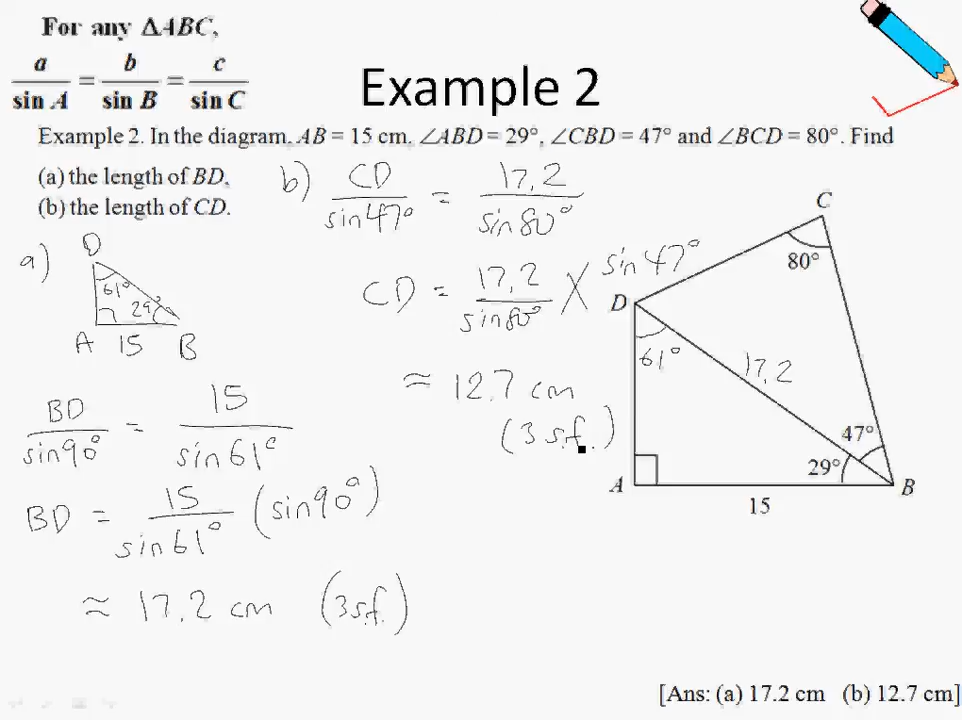 For any ΔABC,
a/sin A = b/sin B = c/sin C
Example 2
Example 2. In the diagram, AB = 15 cm, ∠ABD = 29°, ∠CBD = 47° and ∠BCD = 80°. Find
(a) the length of BD,
(b) the length of CD.
a)
D
61°
29°
A 15 B
BD/sin90° = 15/sin61°
BD = 15/sin61° (sin90°)
≈ 17.2 cm (3 s.f.)
b) CD/sin47° = 17.2/sin80°
CD = 17.2/sin80° × sin47°
≈ 12.7 cm
(3 s.f.)
C
80°
D
61°
17.2
47°
29°
A
B
15
[Ans: (a) 17.2 cm (b) 12.7 cm]